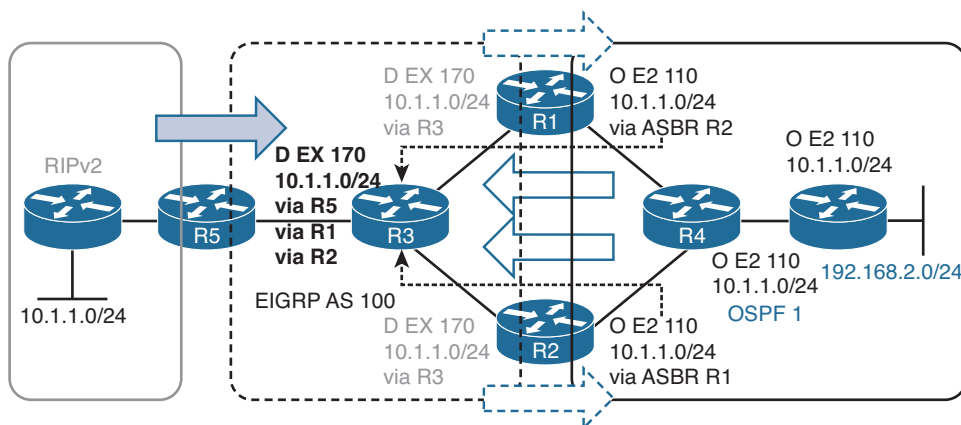 RIPv2
10.1.1.0/24
R5
D EX 170
10.1.1.0/24
via R5
via R1
via R2
EIGRP AS 100
R3
D EX 170
10.1.1.0/24
via R3
R1
O E2 110
10.1.1.0/24
via ASBR R2
D EX 170
10.1.1.0/24
via R3
R2
O E2 110
10.1.1.0/24
via ASBR R1
R4
O E2 110
10.1.1.0/24
O E2 110
10.1.1.0/24
OSPF 1
192.168.2.0/24